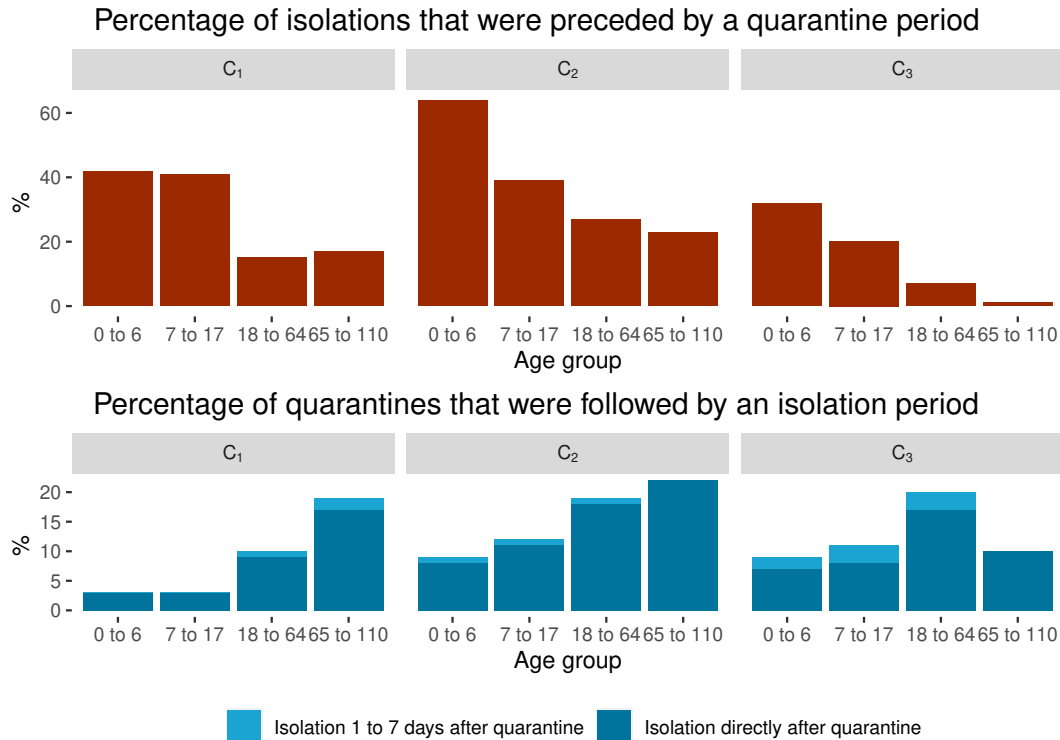 Percentage of isolations that were preceded by a quarantine period
C₁ C₂ C₃
60
40
20
0
%
0 to 6 7 to 17 18 to 64 65 to 110 0 to 6 7 to 17 18 to 64 65 to 110 0 to 6 7 to 17 18 to 64 65 to 110
Age group
Percentage of quarantines that were followed by an isolation period
C₁ C₂ C₃
20
15
10
5
0
%
0 to 6 7 to 17 18 to 64 65 to 110 0 to 6 7 to 17 18 to 64 65 to 110 0 to 6 7 to 17 18 to 64 65 to 110
Age group
Isolation 1 to 7 days after quarantine Isolation directly after quarantine